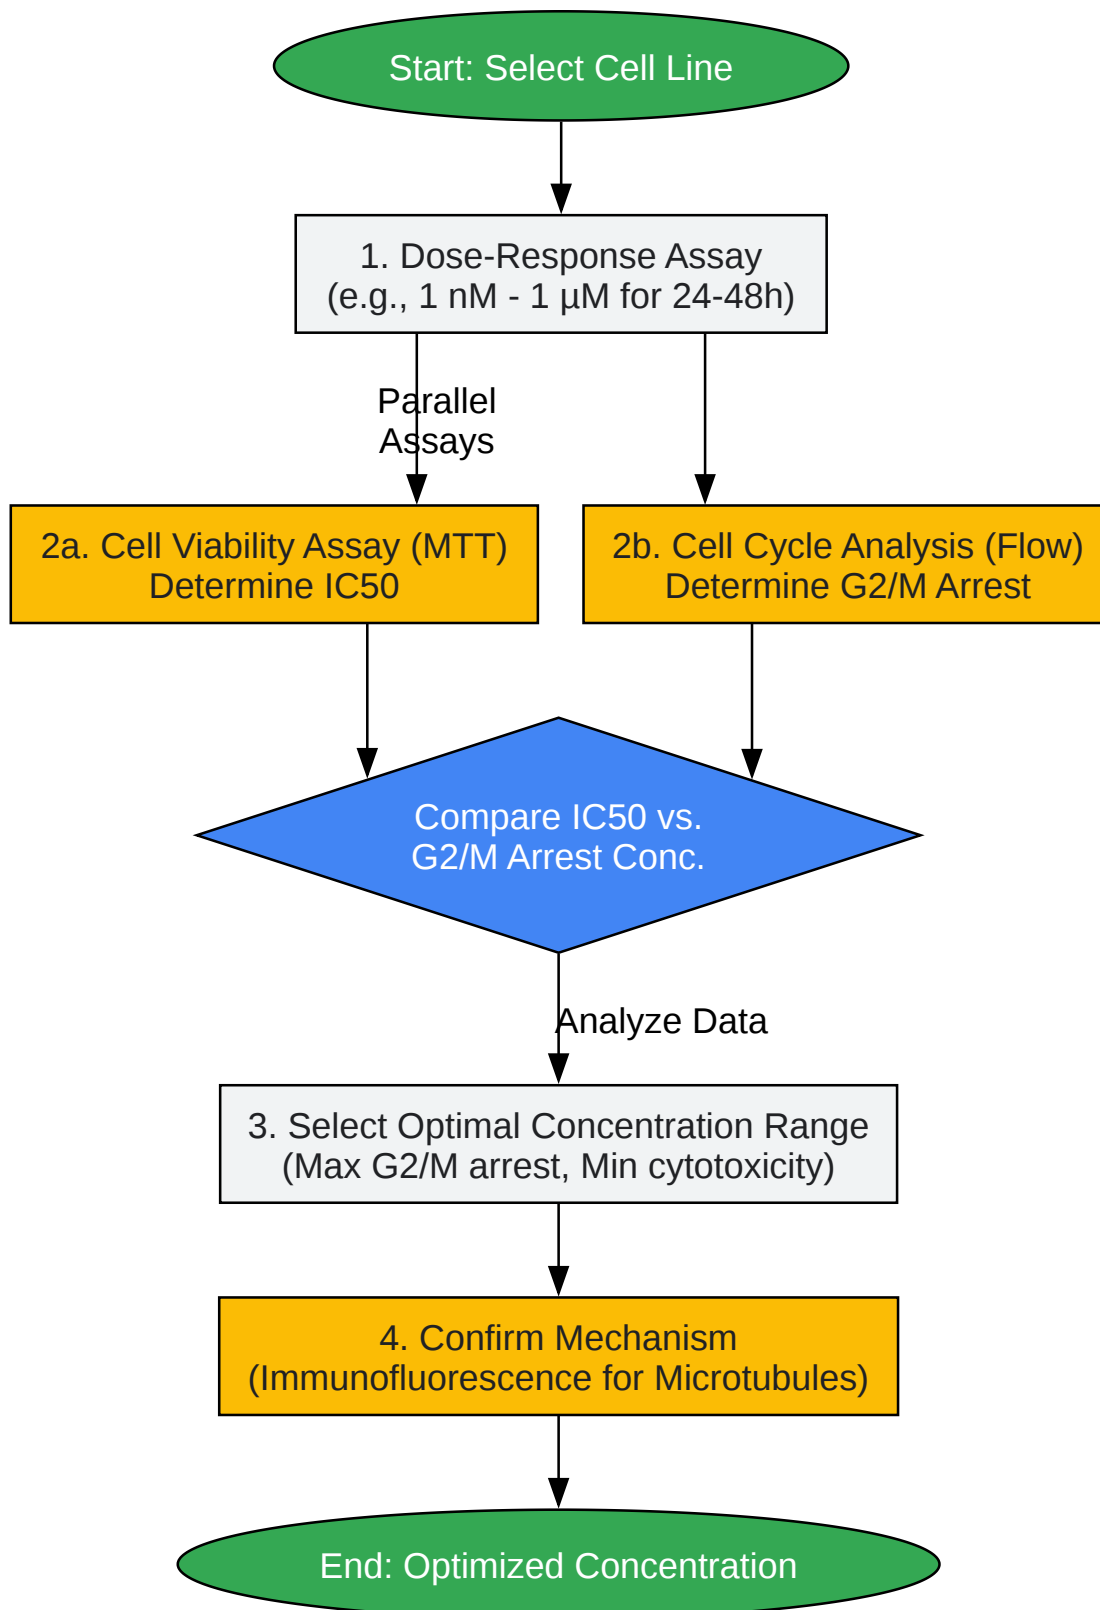 Start: Select Cell Line
1. Dose-Response Assay
(e.g., 1 nM - 1 µM for 24-48h)
Parallel
Assays
2a. Cell Viability Assay (MTT)
Determine IC50
2b. Cell Cycle Analysis (Flow)
Determine G2/M Arrest
Compare IC50 vs.
G2/M Arrest Conc.
Analyze Data
3. Select Optimal Concentration Range
(Max G2/M arrest, Min cytotoxicity)
4. Confirm Mechanism
(Immunofluorescence for Microtubules)
End: Optimized Concentration